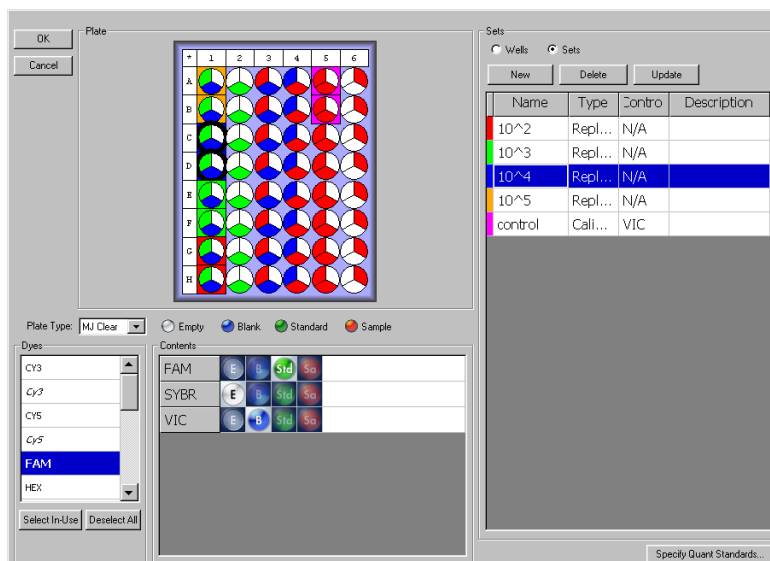 OK
Cancel
Plate
* 1 2 3 4 5 6
A
B
C
D
E
F
G
H
Plate Type: MJ Clear
Empty Blank Standard Sample
Dyes
CY3
Cy3
CY5
Cy5
FAM
HEX
Select In-Use Deselect All
Contents
FAM E B Std Sa
SYBR E B Std Sa
VIC E B Std Sa
Sets
Wells Sets
New Delete Update
Name Type Contro Description
10^2 Repl... N/A
10^3 Repl... N/A
10^4 Repl... N/A
10^5 Repl... N/A
control Cali... VIC
Specify Quant Standards...